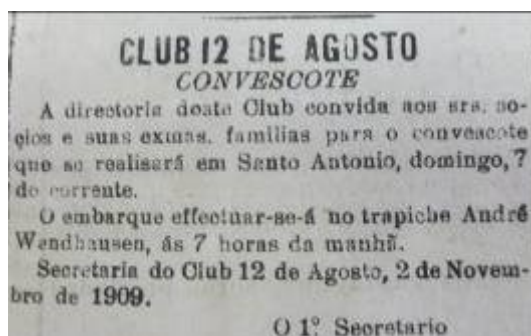 CLUB 12 DE AGOSTO
CONVESCOTE
A directoria deste Club convida aos srs. so-
cios e suas exmas. familias para o convescote
que se realisará em Santo Antonio, domingo, 7
do corrente.
O embarque effectuar-se-á no trapiche André
Wendhausen, ás 7 horas da manhã.
Secretaria do Club 12 de Agosto, 2 de Novem-
bro de 1909.
O 1º Secretario